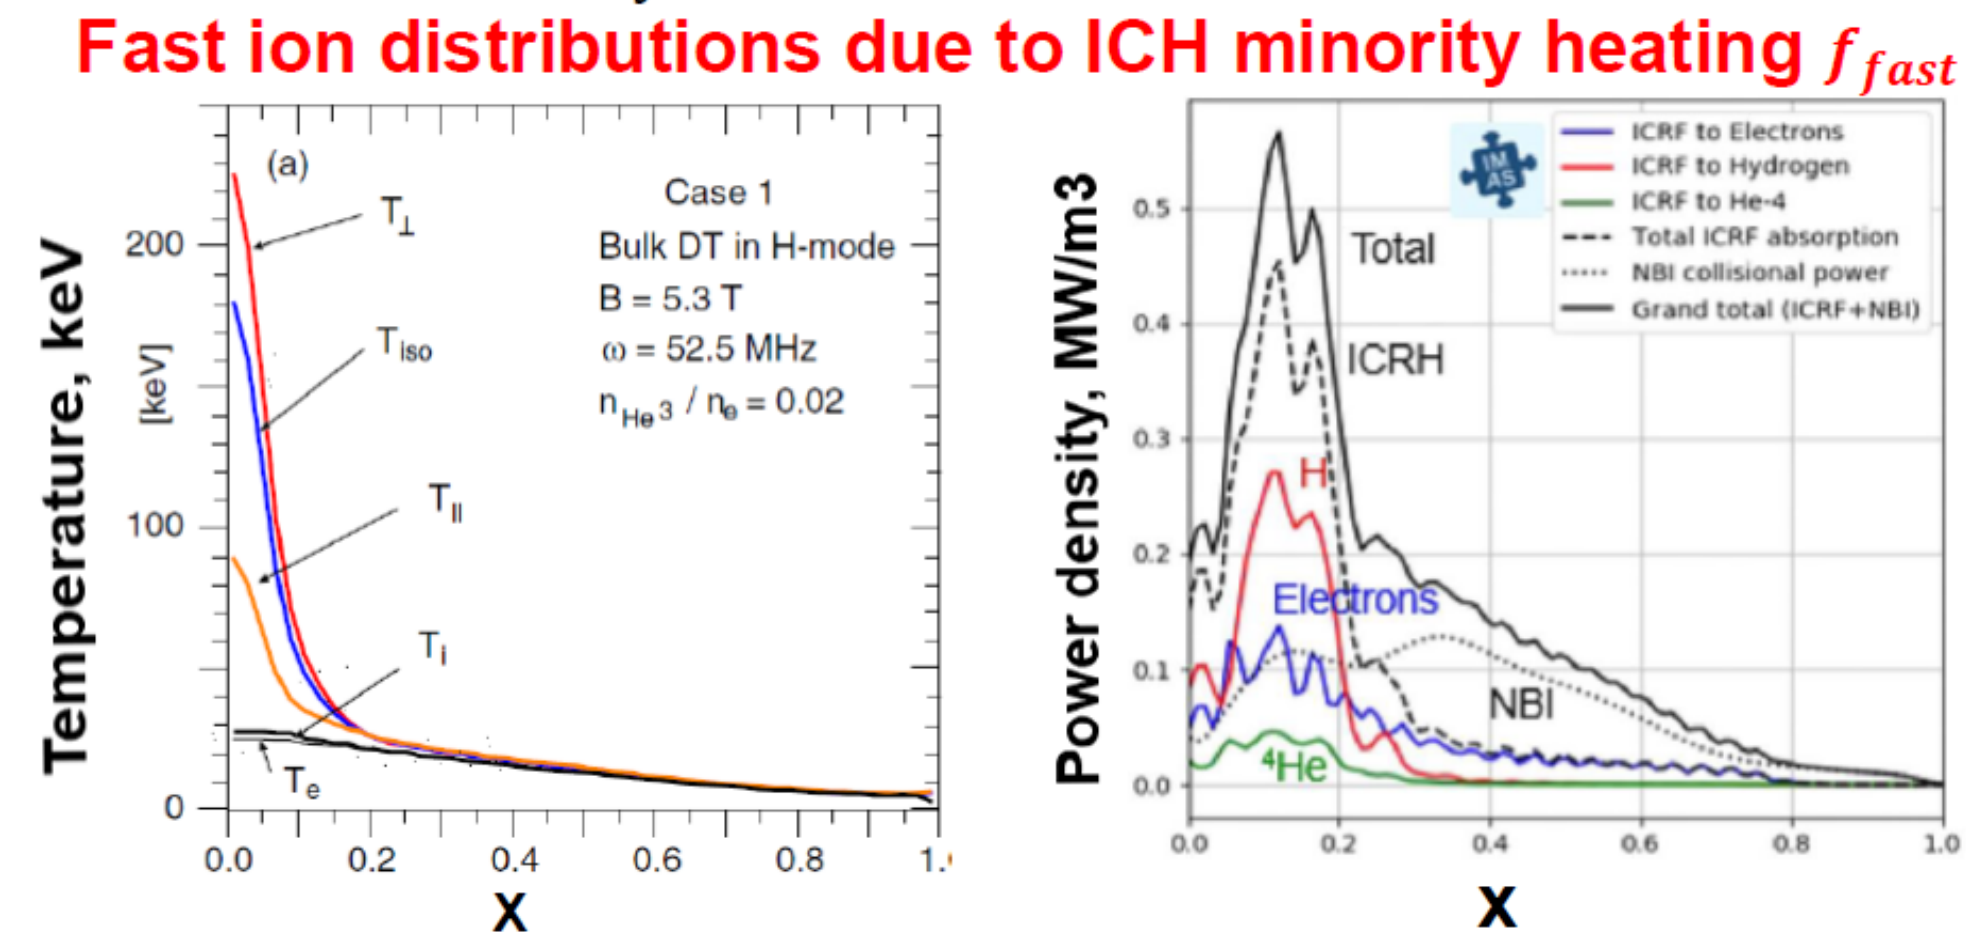 Fast ion distributions due to ICH minority heating f_fast
Temperature, keV
[keV]
200
100
0
(a)
T⊥
Tiso
T||
Ti
Te
Case 1
Bulk DT in H-mode
B = 5.3 T
ω = 52.5 MHz
nHe3 / ne = 0.02
0.0 0.2 0.4 0.6 0.8 1.
X
Power density, MW/m3
0.5
0.4
0.3
0.2
0.1
0.0
IM
AS
ICRF to Electrons
ICRF to Hydrogen
ICRF to He-4
Total ICRF absorption
NBI collisional power
Grand total (ICRF+NBI)
Total
ICRH
H
Electrons
NBI
4He
0.0 0.2 0.4 0.6 0.8 1.0
X